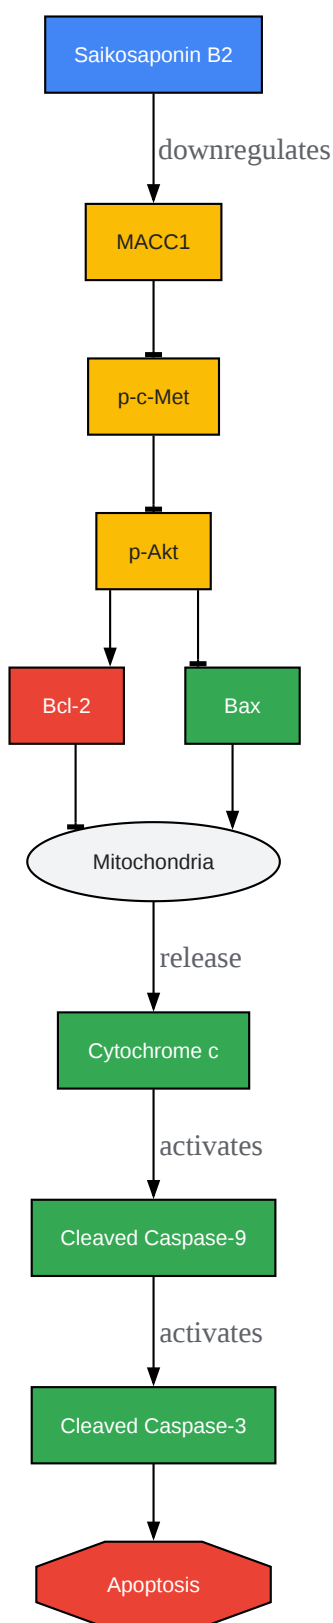 Saikosaponin B2
downregulates
MACC1
p-c-Met
p-Akt
Bcl-2
Bax
Mitochondria
release
Cytochrome c
activates
Cleaved Caspase-9
activates
Cleaved Caspase-3
Apoptosis